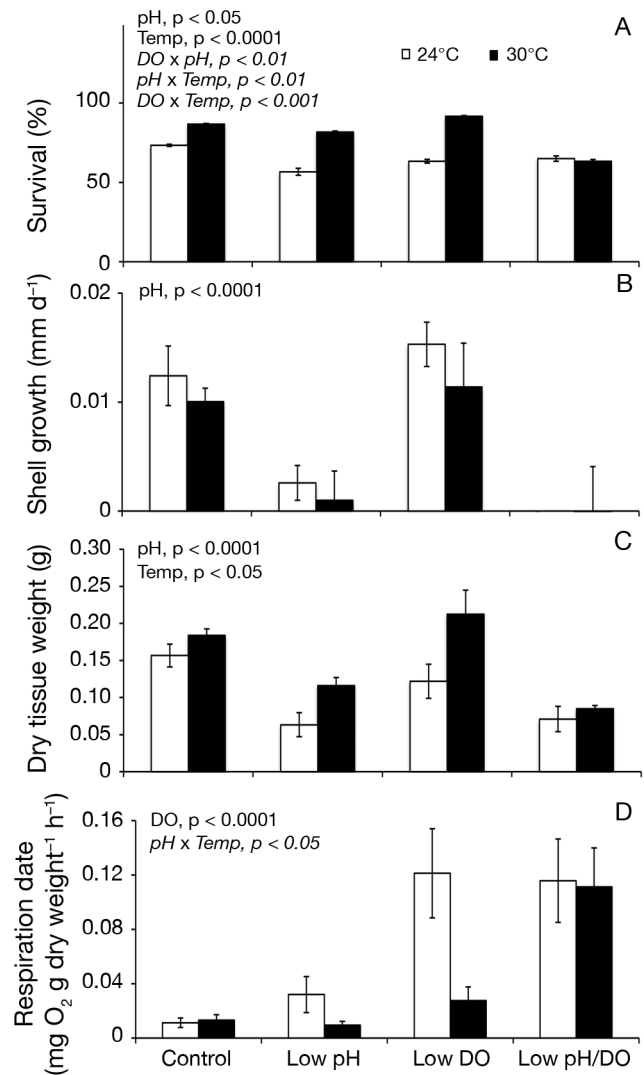 A
pH, p < 0.05
Temp, p < 0.0001
DO x pH, p < 0.01
pH x Temp, p < 0.01
DO x Temp, p < 0.001
24°C 30°C
100
50
0
Survival (%)
B
pH, p < 0.0001
0.02
0.01
0
Shell growth (mm d⁻¹)
C
pH, p < 0.0001
Temp, p < 0.05
0.30
0.25
0.20
0.15
0.10
0.05
0
Dry tissue weight (g)
D
DO, p < 0.0001
pH x Temp, p < 0.05
0.16
0.12
0.08
0.04
0
Respiration date
(mg O₂ g dry weight⁻¹ h⁻¹)
Control Low pH Low DO Low pH/DO